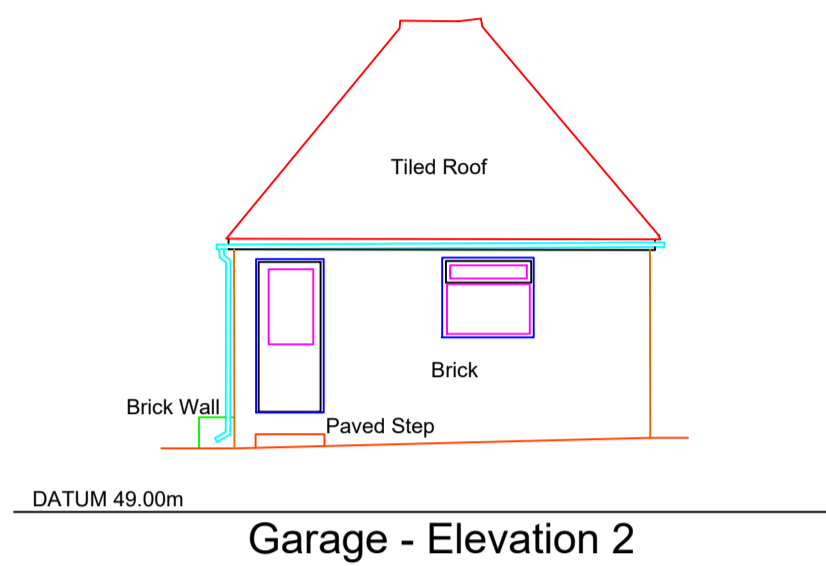 Tiled Roof
Brick
Brick Wall
Paved Step
DATUM 49.00m
Garage - Elevation 2